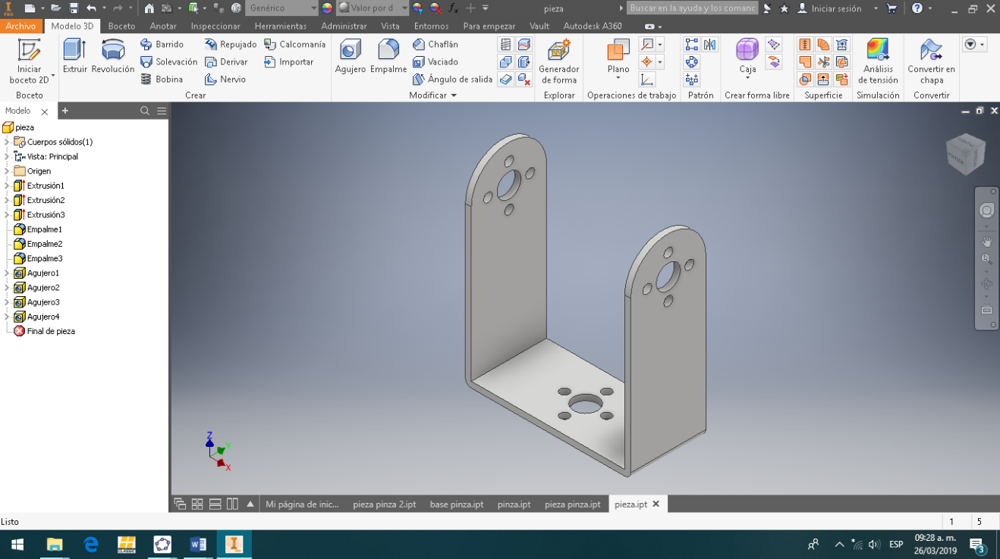 PRO Genérico Valor por d pieza Buscar en la ayuda y los comanc Iniciar sesión
Archivo Modelo 3D Boceto Anotar Inspeccionar Herramientas Administrar Vista Entornos Para empezar Vault Autodesk A360
Iniciar
boceto 2D
Boceto
Extruir Revolución
Barrido Repujado Calcomanía
Solevación Derivar Importar
Bobina Nervio
Crear
Agujero Empalme
Chaflán
Vaciado
Ángulo de salida
Modificar
Generador
de forma
Explorar
Plano
Operaciones de trabajo
Patrón
Caja
Crear forma libre
Superficie
Análisis
de tensión
Simulación
Convertir en
chapa
Convertir
Modelo
pieza
Cuerpos sólidos(1)
Vista: Principal
Origen
Extrusión1
Extrusión2
Extrusión3
Empalme1
Empalme2
Empalme3
Agujero1
Agujero2
Agujero3
Agujero4
Final de pieza
Z
Y
X
Mi página de inic... pieza pinza 2.ipt base pinza.ipt pinza.ipt pieza pinza.ipt pieza.ipt
Listo 1 5
CLASSIC
ESP
09:28 a. m.
26/03/2019
3